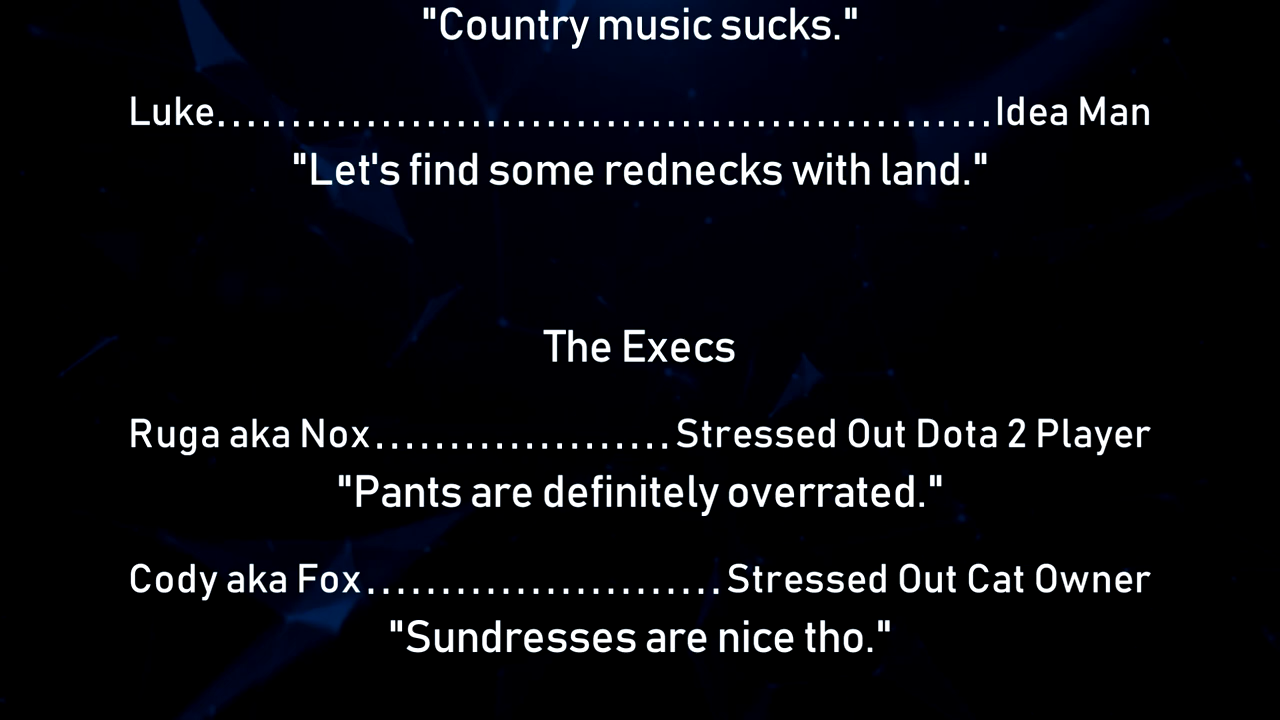 "Country music sucks."
Luke....................................................Idea Man
"Let's find some rednecks with land."
The Execs
Ruga aka Nox....................Stressed Out Dota 2 Player
"Pants are definitely overrated."
Cody aka Fox........................Stressed Out Cat Owner
"Sundresses are nice tho."